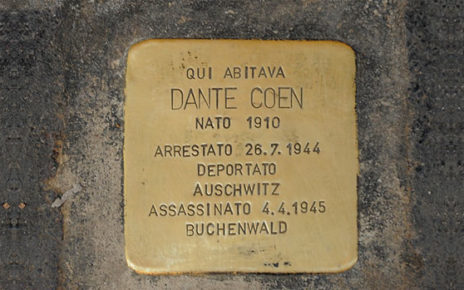 QUI ABITAVA
DANTE COEN
NATO 1910
ARRESTATO 26.7.1944
DEPORTATO
AUSCHWITZ
ASSASSINATO 4.4.1945
BUCHENWALD